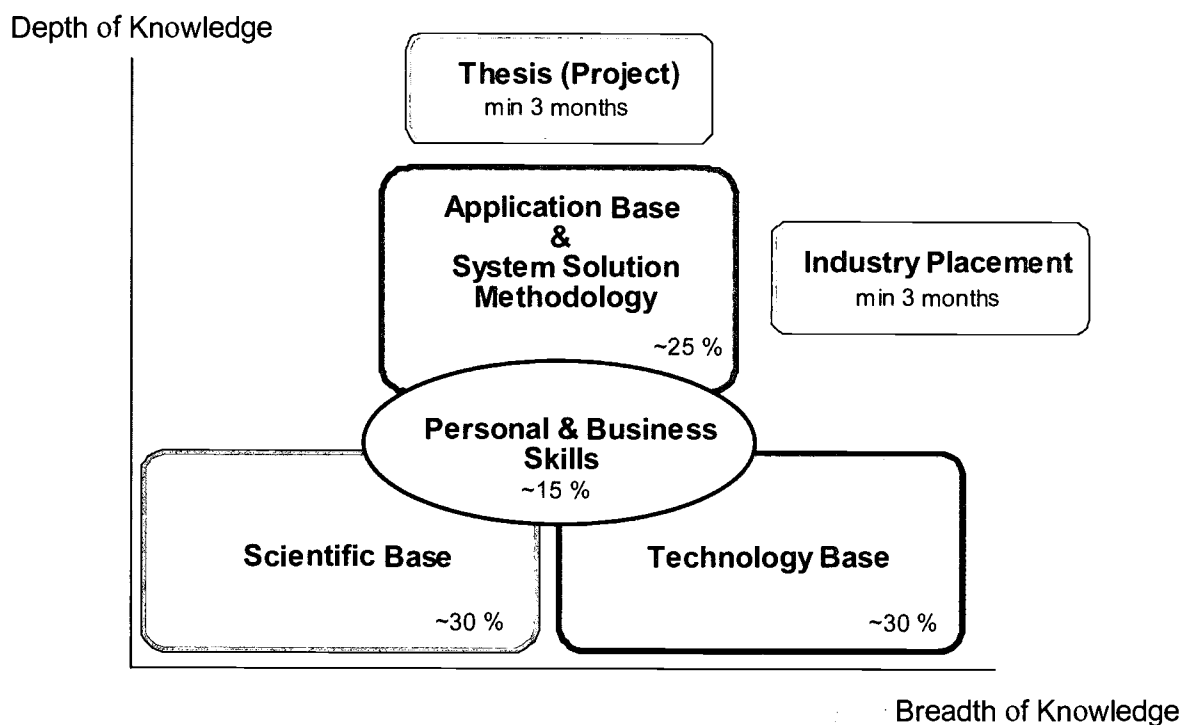 Depth of Knowledge
Thesis (Project)
min 3 months
Application Base
&
System Solution
Methodology
~25 %
Industry Placement
min 3 months
Personal & Business
Skills
~15 %
Scientific Base
~30 %
Technology Base
~30 %
Breadth of Knowledge